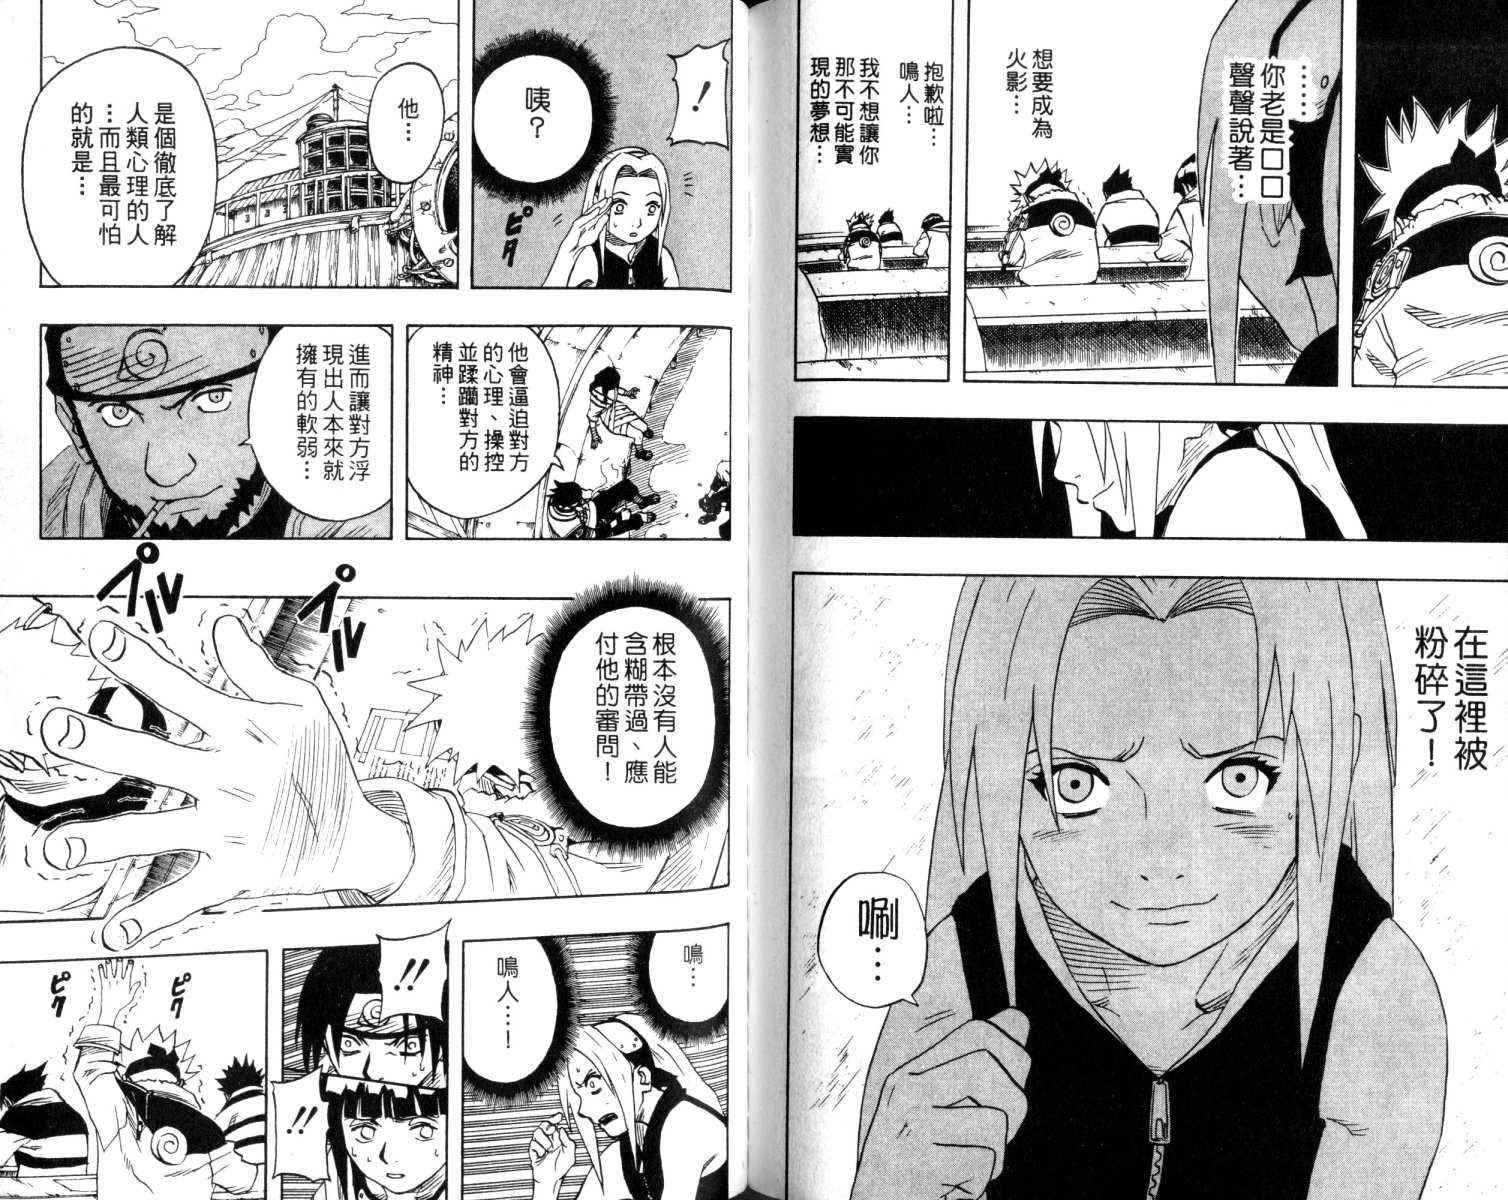 ……
你老是口口
聲聲說著…
想要成為
火影…
抱歉啦…
鳴人…
我不想讓你
那不可能實
現的夢想…
在這裡被
粉碎了！
唰…
！
咦？
ピタ
他…
是個徹底了解
人類心理的人
…而且最可怕
的就是…
他會逼迫對方
的心理、操控
並蹂躪對方的
精神…
進而讓對方浮
現出人本來就
擁有的軟弱…
根本沒有人能
含糊帶過、應
付他的審問！
プル
プル
鳴…
鳴人…！
！！
！！
ピク
ピク